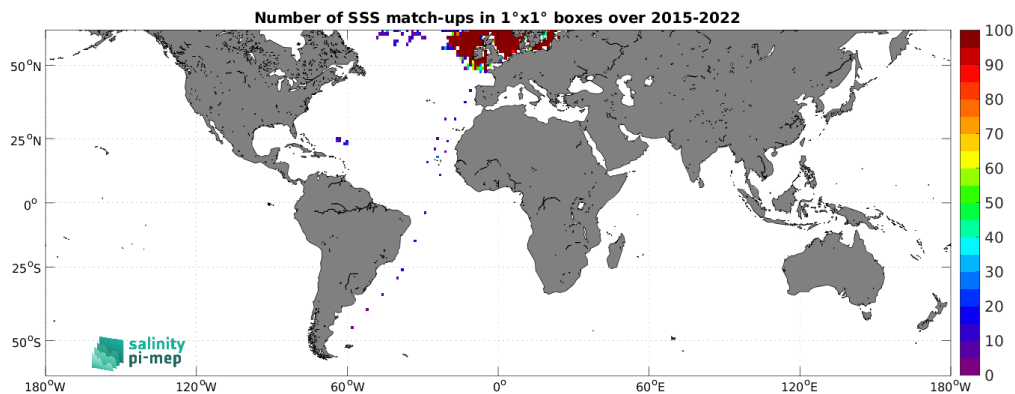 Number of SSS match-ups in 1°x1° boxes over 2015-2022
100
90
80
70
60
50
40
30
20
10
0
50°N
25°N
0°
25°S
50°S
salinity
pi-mep
180°W 120°W 60°W 0° 60°E 120°E 180°W